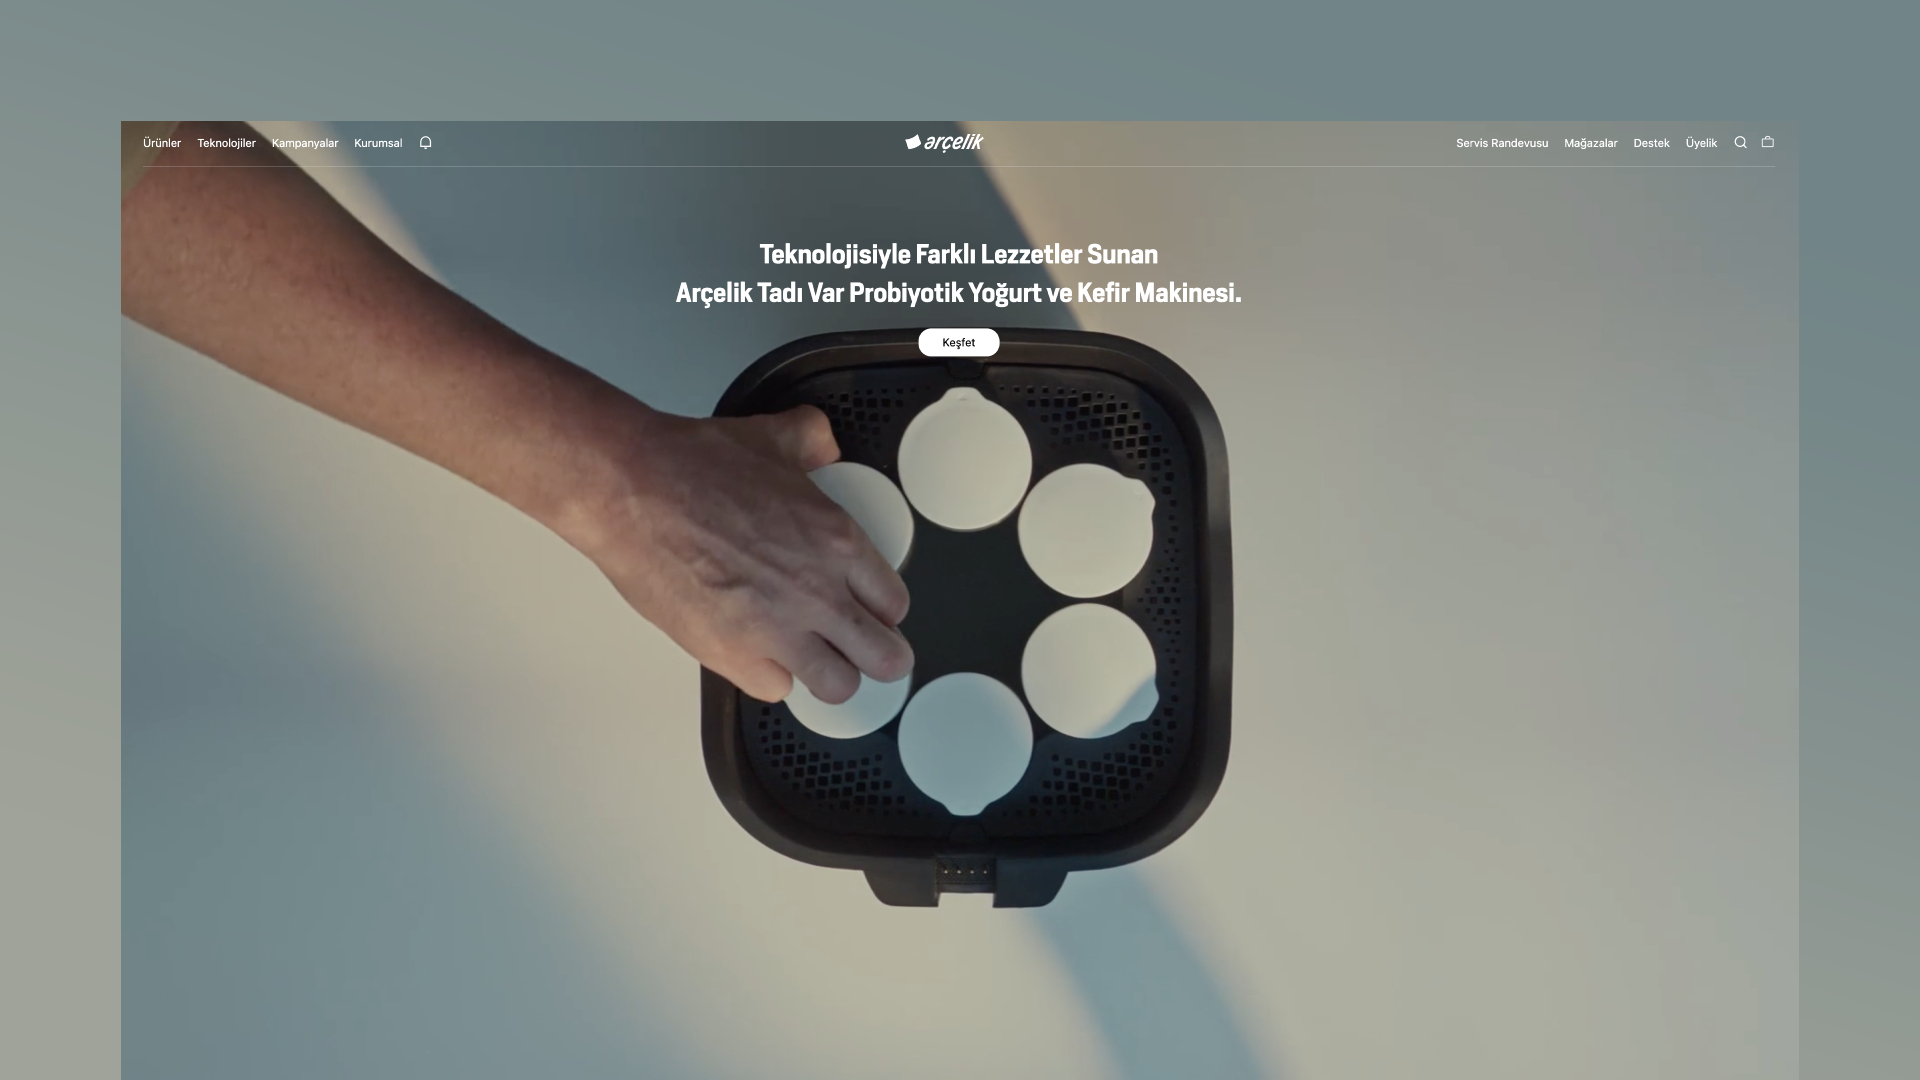 Ürünler Teknolojiler Kampanyalar Kurumsal arçelik Servis Randevusu Mağazalar Destek Üyelik
Teknolojisiyle Farklı Lezzetler Sunan
Arçelik Tadı Var Probiyotik Yoğurt ve Kefir Makinesi.
Keşfet